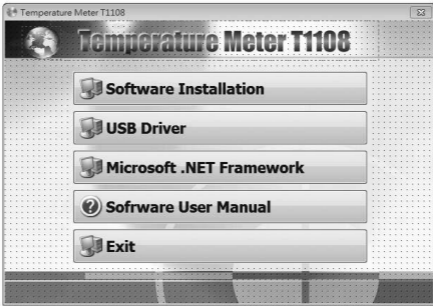 Temperature Meter T1108
Temperature Meter T1108
Software Installation
USB Driver
Microsoft .NET Framework
Sofrware User Manual
Exit